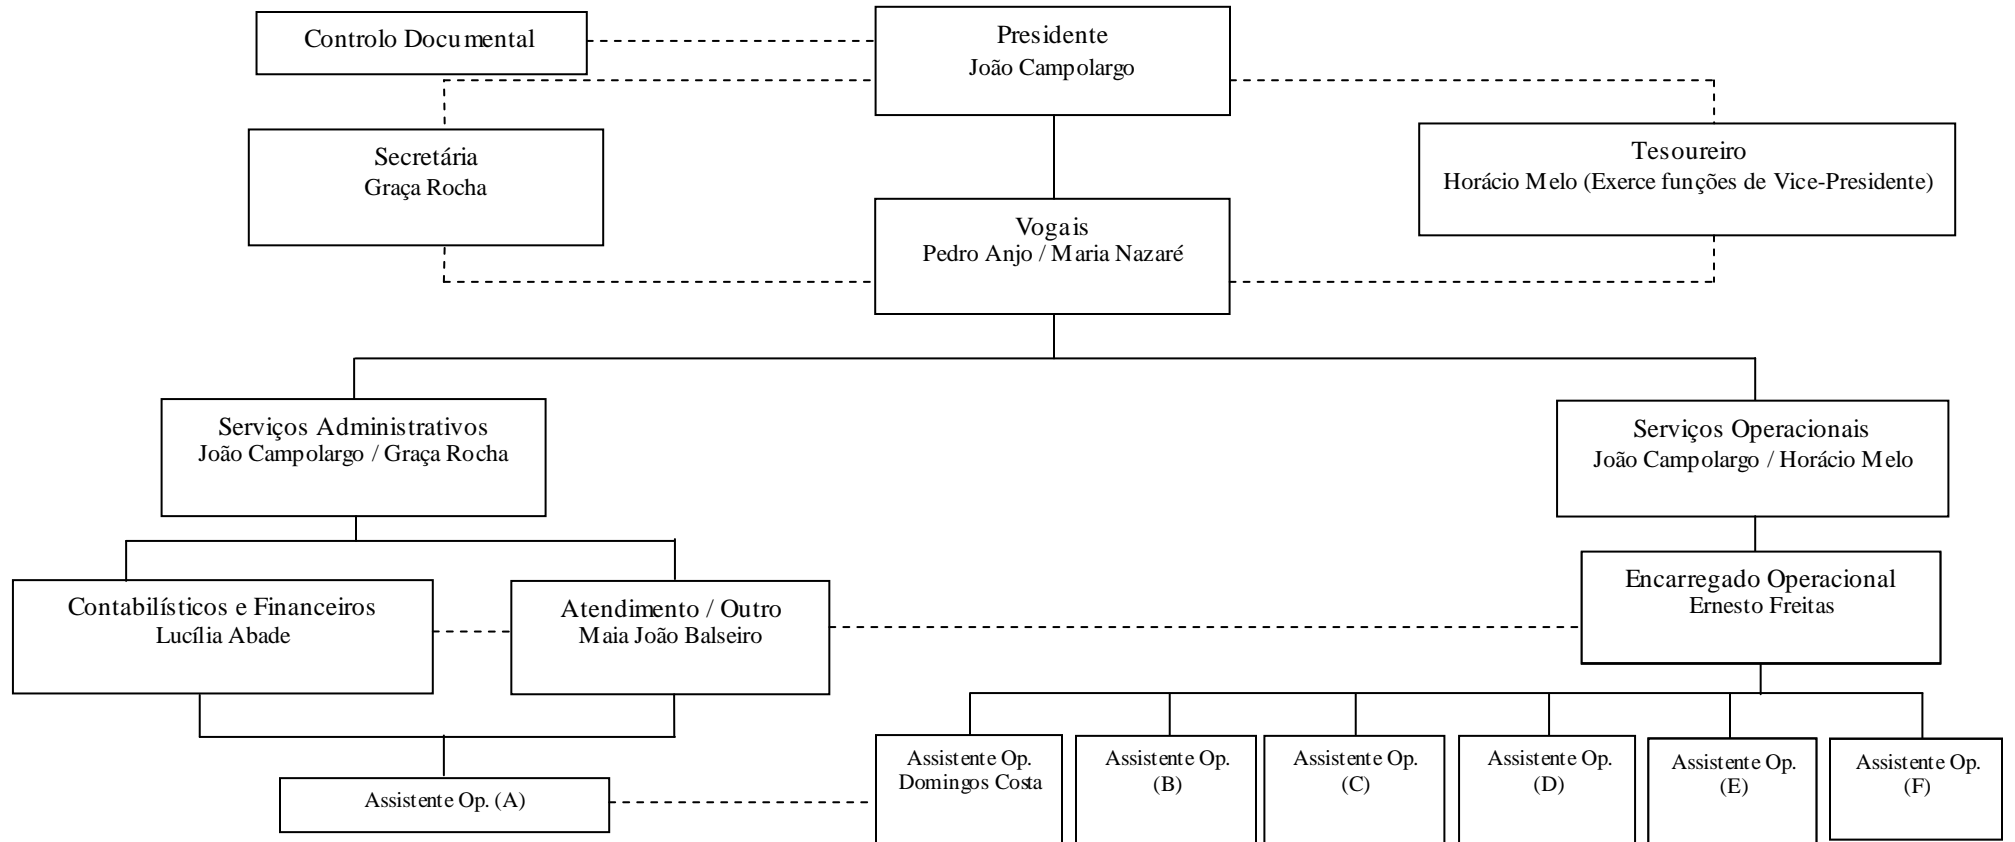 Controlo Documental
Presidente
João Campolargo
Secretária
Graça Rocha
Tesoureiro
Horácio Melo (Exerce funções de Vice-Presidente)
Vogais
Pedro Anjo / Maria Nazaré
Serviços Administrativos
João Campolargo / Graça Rocha
Serviços Operacionais
João Campolargo / Horácio Melo
Contabilísticos e Financeiros
Lucília Abade
Atendimento / Outro
Maia João Balseiro
Encarregado Operacional
Ernesto Freitas
Assistente Op. (A)
Assistente Op.
Domingos Costa
Assistente Op.
(B)
Assistente Op.
(C)
Assistente Op.
(D)
Assistente Op.
(E)
Assistente Op.
(F)